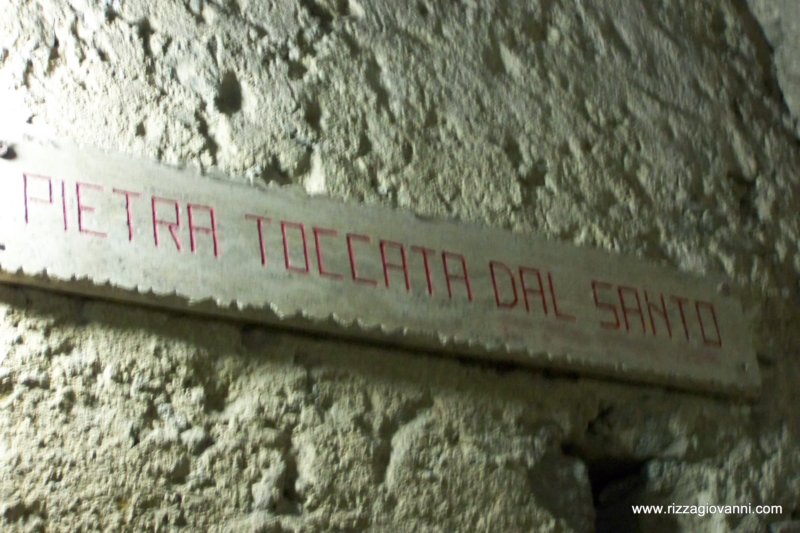 PIETRA TOCCATA DAL SANTO
www.rizzagiovanni.com